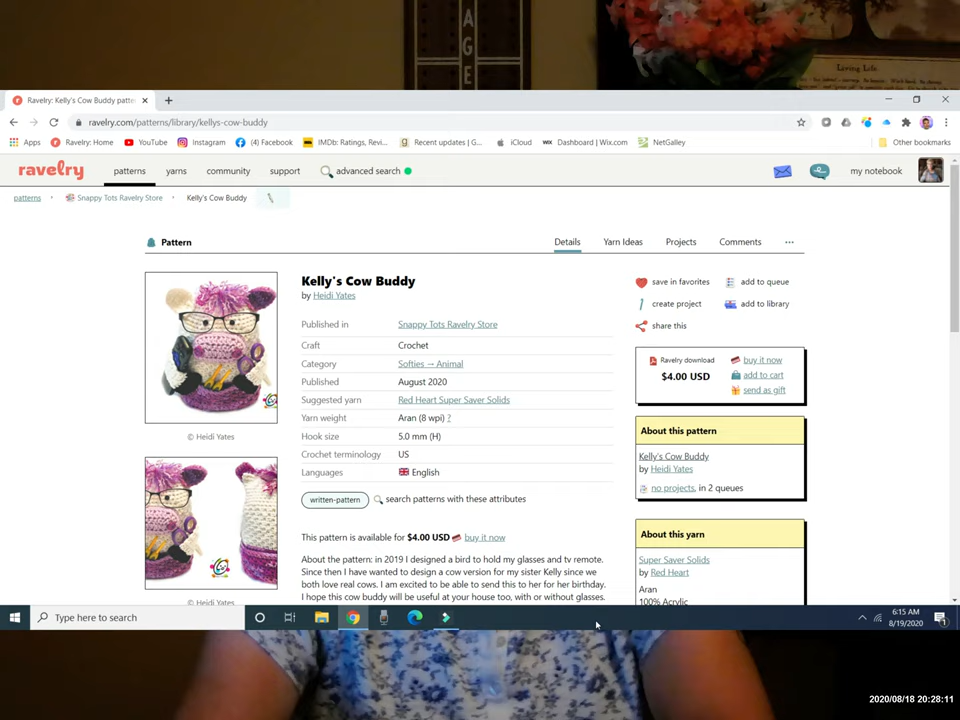 AGE
Living Life
Ravelry: Kelly's Cow Buddy patte
ravelry.com/patterns/library/kellys-cow-buddy
Apps Ravelry: Home YouTube Instagram (4) Facebook IMDb: Ratings, Revi... Recent updates | G... iCloud Dashboard | Wix.com NetGalley Other bookmarks
ravelry patterns yarns community support advanced search my notebook
patterns Snappy Tots Ravelry Store Kelly's Cow Buddy
Pattern Details Yarn Ideas Projects Comments
Kelly's Cow Buddy
by Heidi Yates
Published in Snappy Tots Ravelry Store
Craft Crochet
Category Softies → Animal
Published August 2020
Suggested yarn Red Heart Super Saver Solids
Yarn weight Aran (8 wpi) ?
Hook size 5.0 mm (H)
Crochet terminology US
Languages English
written-pattern search patterns with these attributes
This pattern is available for $4.00 USD buy it now
About the pattern: in 2019 I designed a bird to hold my glasses and tv remote.
Since then I have wanted to design a cow version for my sister Kelly since we
both love real cows. I am excited to be able to send this to her for her birthday.
I hope this cow buddy will be useful at your house too, with or without glasses.
© Heidi Yates
© Heidi Yates
save in favorites add to queue
create project add to library
share this
Ravelry download buy it now
$4.00 USD add to cart
send as gift
About this pattern
Kelly's Cow Buddy
by Heidi Yates
no projects, in 2 queues
About this yarn
Super Saver Solids
by Red Heart
Aran
100% Acrylic
Type here to search
6:15 AM
8/19/2020
1
2020/08/18 20:28:11